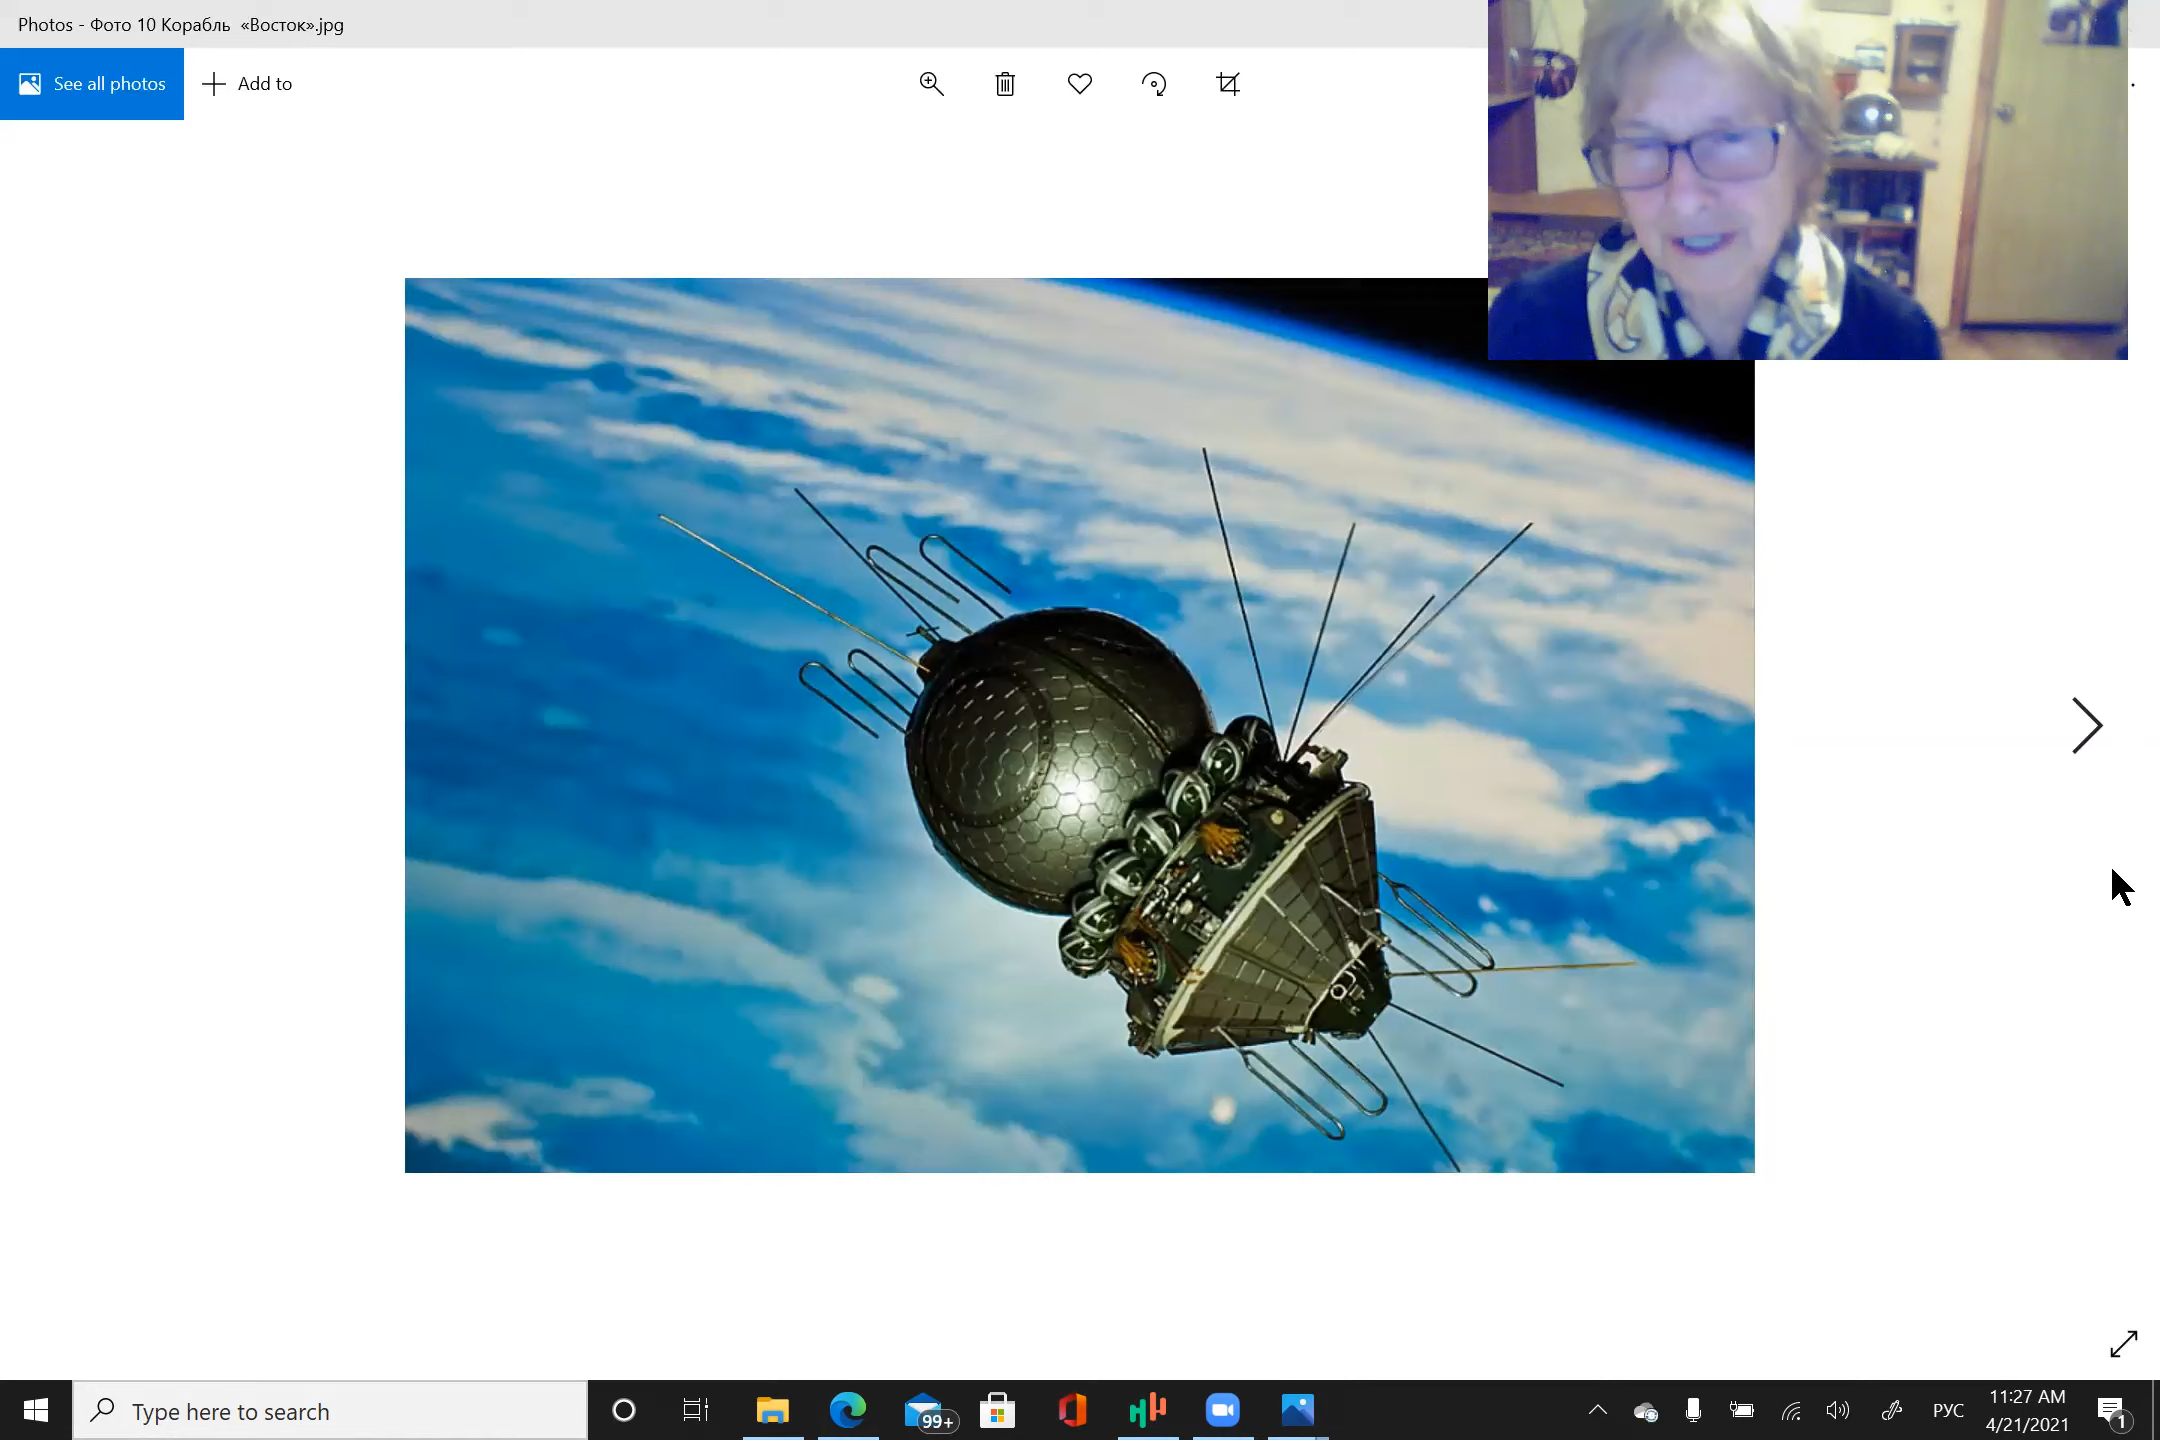 Photos - Фото 10 Корабль «Восток».jpg
See all photos
Add to
Type here to search
99+
РУС
11:27 AM
4/21/2021
1